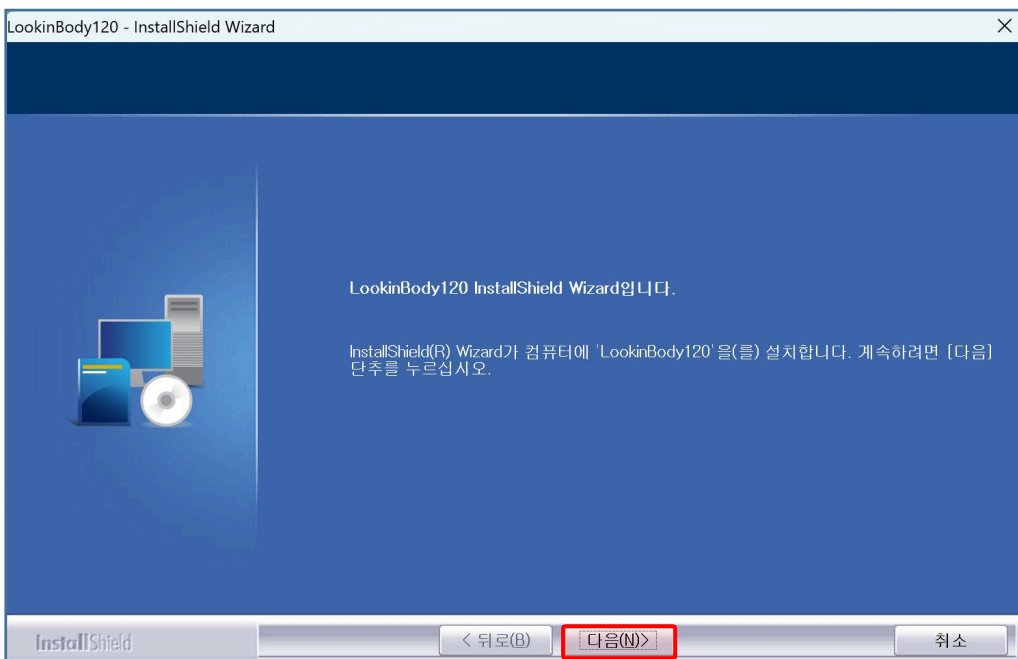 LookinBody120 - InstallShield Wizard
LookinBody120 InstallShield Wizard입니다.
InstallShield(R) Wizard가 컴퓨터에 'LookinBody120'을(를) 설치합니다. 계속하려면 [다음]
단추를 누르십시오.
InstallShield
< 뒤로(B)
다음(N)>
취소